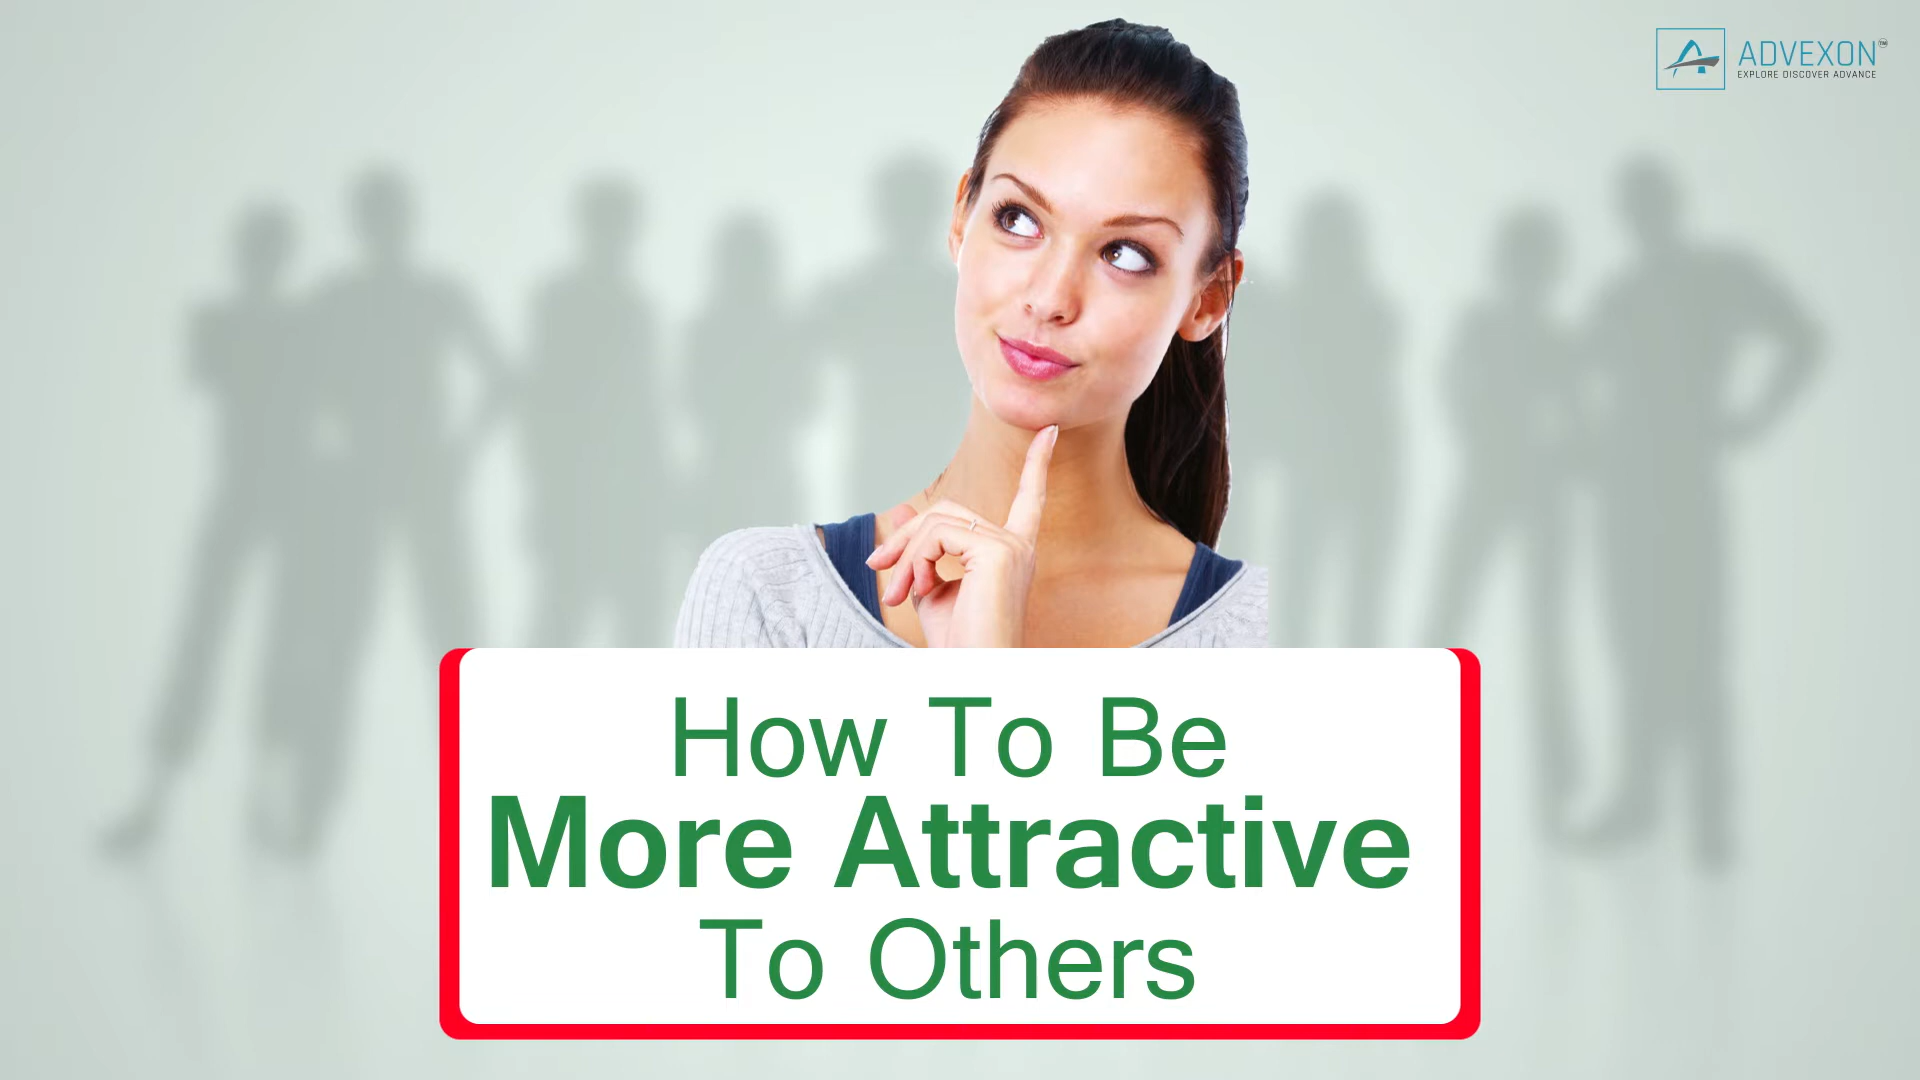 ADVEXON™
EXPLORE DISCOVER ADVANCE
How To Be
More Attractive
To Others